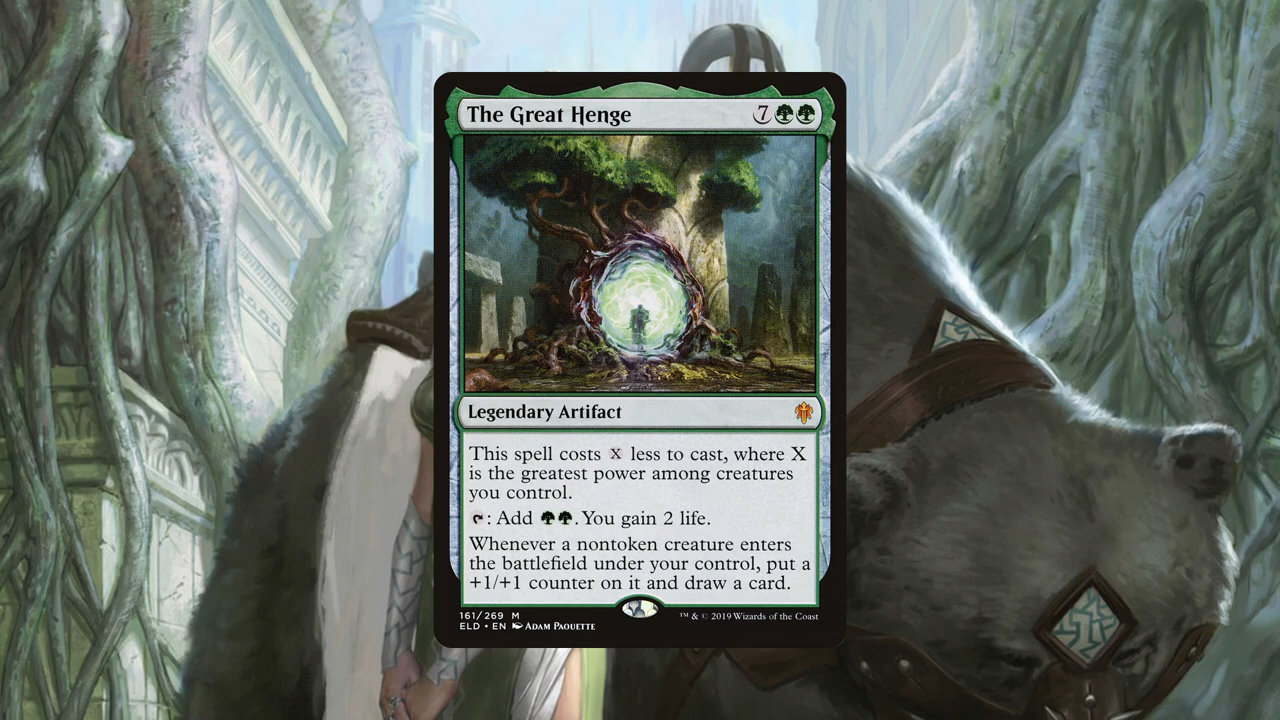 The Great Henge 7
Legendary Artifact
This spell costs X less to cast, where X
is the greatest power among creatures
you control.
: Add . You gain 2 life.
Whenever a nontoken creature enters
the battlefield under your control, put a
+1/+1 counter on it and draw a card.
161/269 M
ELD • EN Adam Paquette
™ & © 2019 Wizards of the Coast